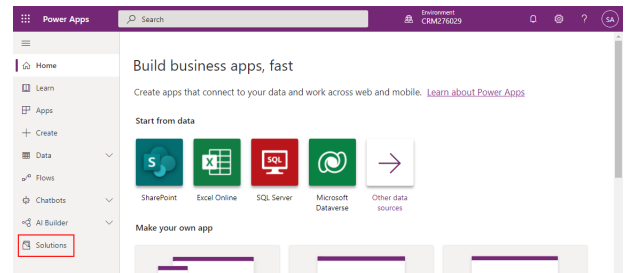 Power Apps
Search
Environment
CRM276029
?
SA
Home
Learn
Apps
Create
Data
Flows
Chatbots
AI Builder
Solutions
Build business apps, fast
Create apps that connect to your data and work across web and mobile. Learn about Power Apps
Start from data
S
X
SQL
SharePoint
Excel Online
SQL Server
Microsoft
Dataverse
Other data
sources
Make your own app